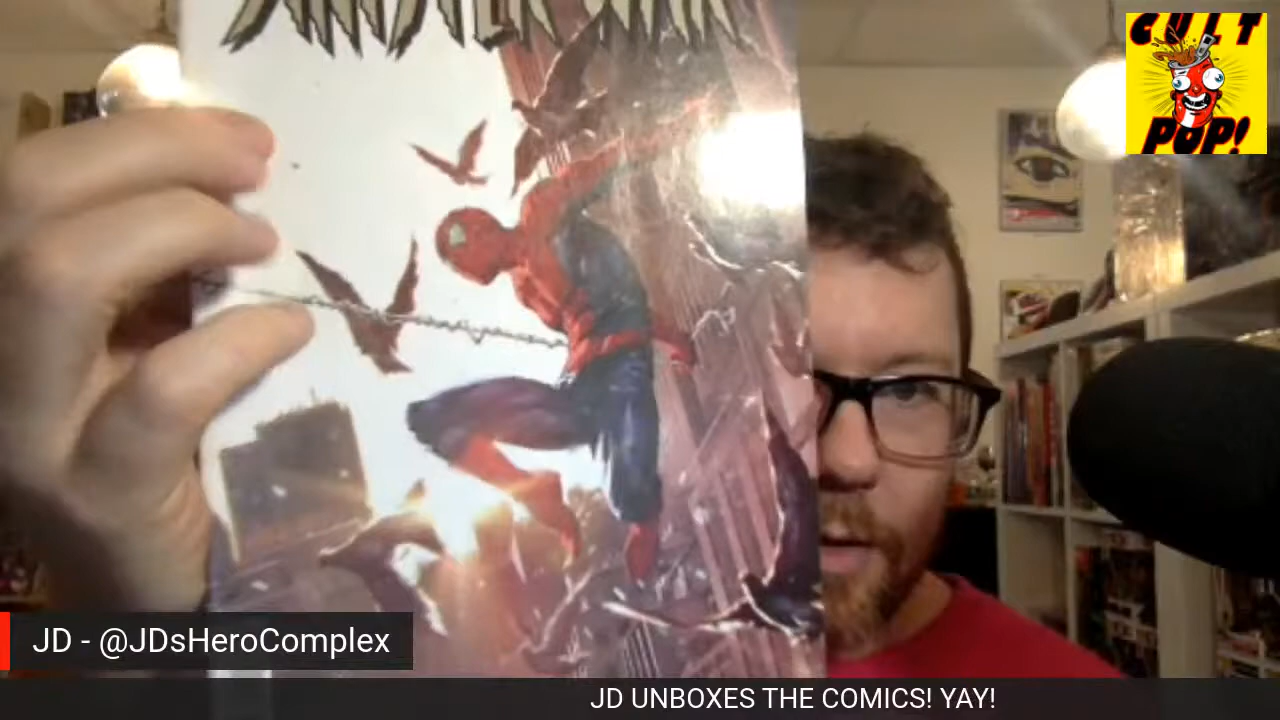 CULT
POP!
JD - @JDsHeroComplex
JD UNBOXES THE COMICS! YAY!